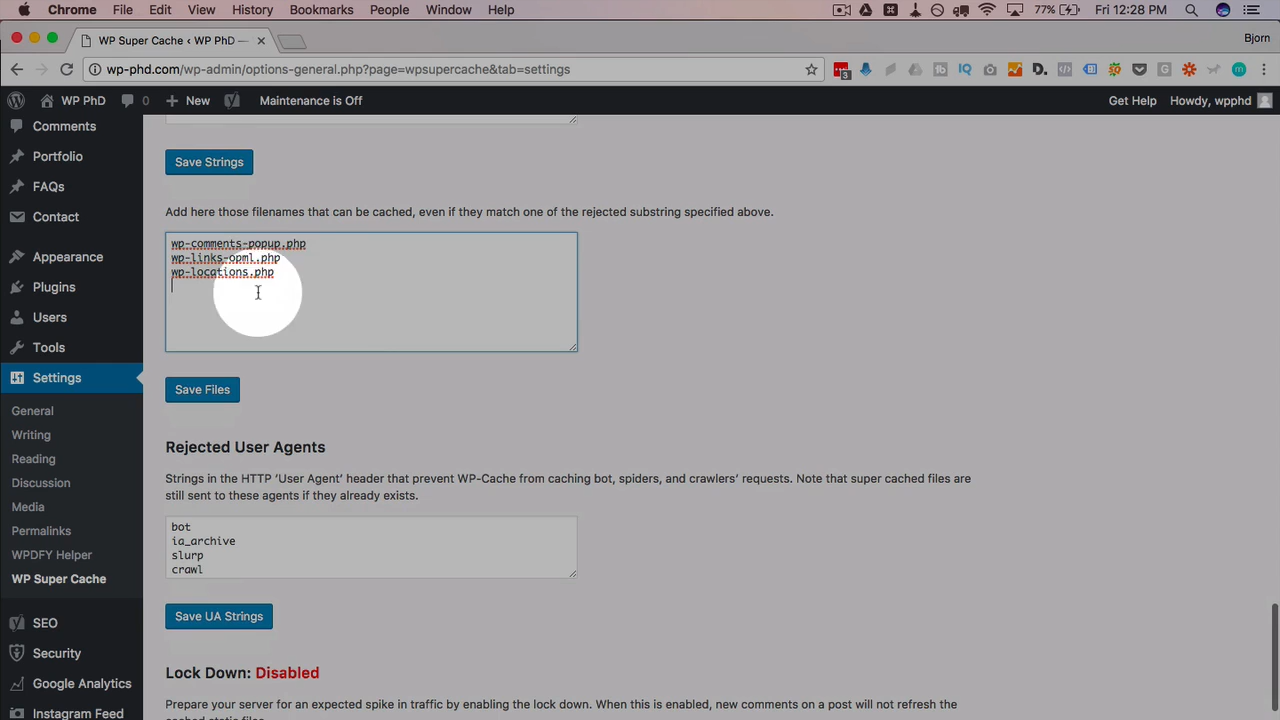 Chrome File Edit View History Bookmarks People Window Help 77% Fri 12:28 PM
WP Super Cache ‹ WP PhD — Bjorn
wp-phd.com/wp-admin/options-general.php?page=wpsupercache&tab=settings 3
WP PhD 0 New Maintenance is Off Get Help Howdy, wpphd
Comments
Portfolio
FAQs
Contact
Appearance
Plugins
Users
Tools
Settings
General
Writing
Reading
Discussion
Media
Permalinks
WPDFY Helper
WP Super Cache
SEO
Security
Google Analytics
Instagram Feed
Save Strings
Add here those filenames that can be cached, even if they match one of the rejected substring specified above.
wp-comments-popup.php
wp-links-opml.php
wp-locations.php
Save Files
Rejected User Agents
Strings in the HTTP ‘User Agent’ header that prevent WP-Cache from caching bot, spiders, and crawlers’ requests. Note that super cached files are
still sent to these agents if they already exists.
bot
ia_archive
slurp
crawl
Save UA Strings
Lock Down: Disabled
Prepare your server for an expected spike in traffic by enabling the lock down. When this is enabled, new comments on a post will not refresh the
cached static files.